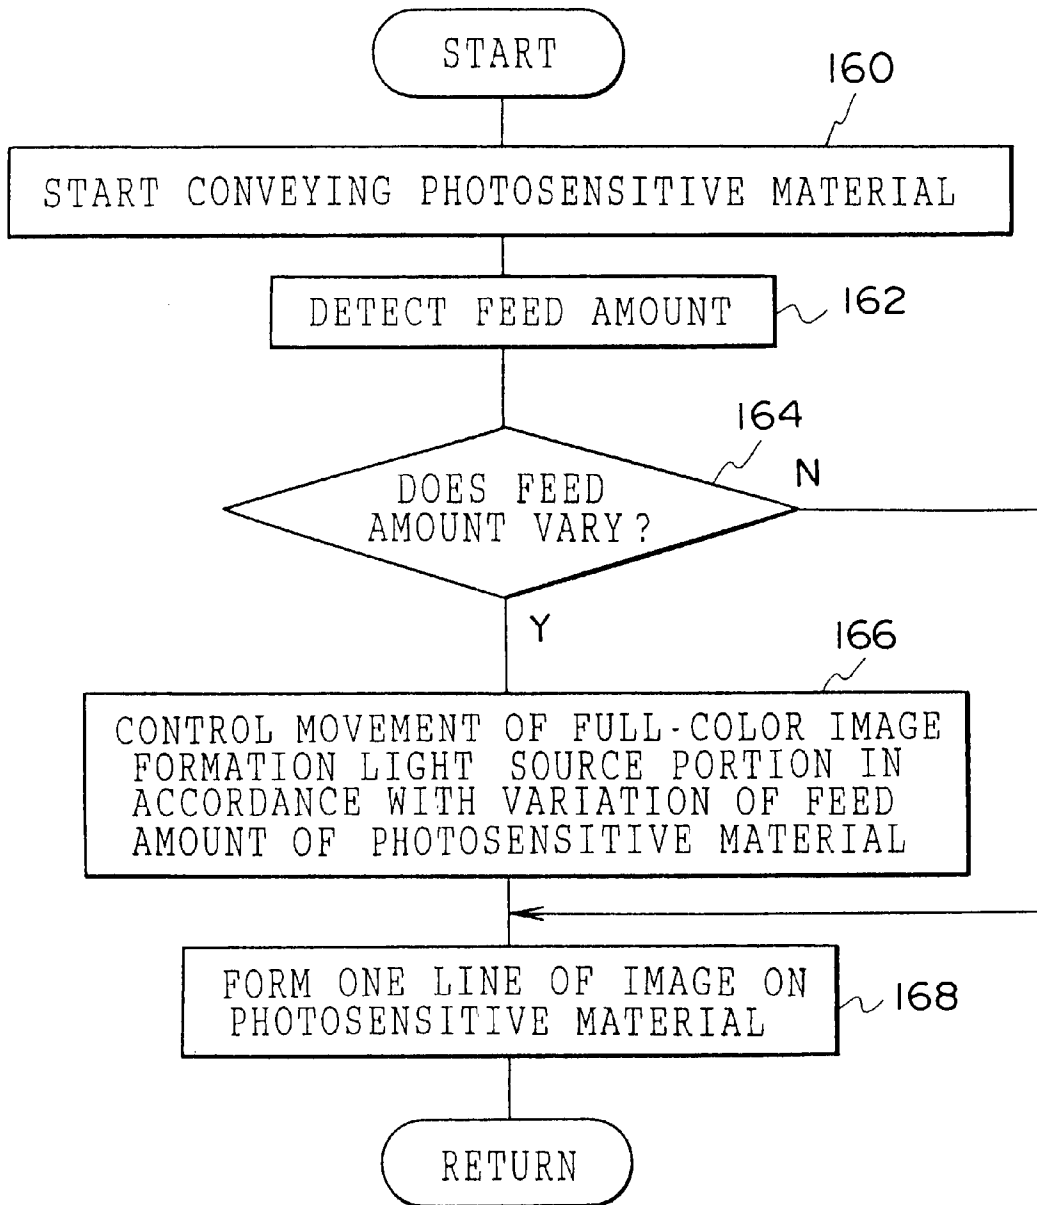 START
160
START CONVEYING PHOTOSENSITIVE MATERIAL
DETECT FEED AMOUNT
162
164
N
DOES FEED
AMOUNT VARY?
Y
166
CONTROL MOVEMENT OF FULL-COLOR IMAGE
FORMATION LIGHT SOURCE PORTION IN
ACCORDANCE WITH VARIATION OF FEED
AMOUNT OF PHOTOSENSITIVE MATERIAL
FORM ONE LINE OF IMAGE ON
PHOTOSENSITIVE MATERIAL
168
RETURN